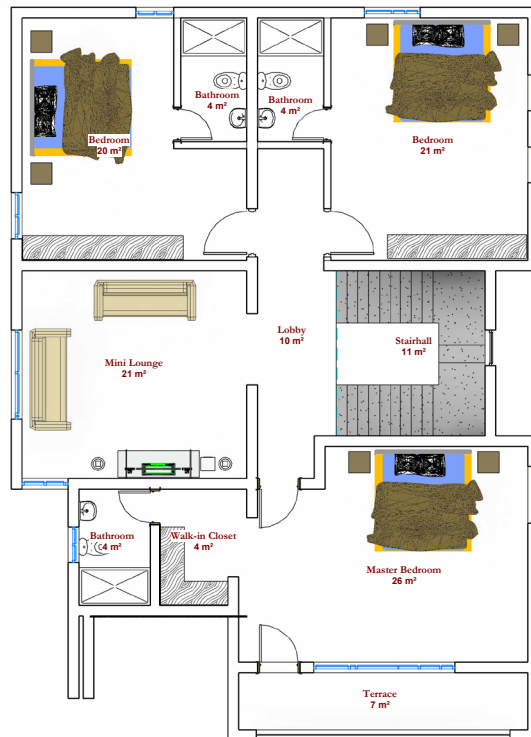 Bathroom
4 m²
Bathroom
4 m²
Bedroom
20 m²
Bedroom
21 m²
Lobby
10 m²
Stairhall
11 m²
Mini Lounge
21 m²
Bathroom
4 m²
Walk-in Closet
4 m²
Master Bedroom
26 m²
Terrace
7 m²